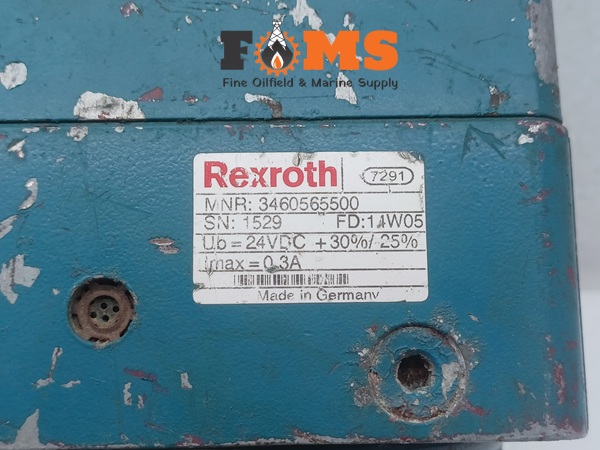 FOMS
Fine Oilfield & Marine Supply
Rexroth 7291
MNR: 3460565500
SN: 1529 FD:14W05
Ub = 24VDC +30%/ 25%
Imax = 0,3A
Made in Germany